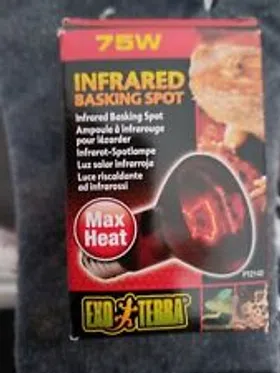 75W
INFRARED
BASKING SPOT
Infrared Basking Spot
Ampoule à infrarouge
pour lézarder
Infrarot-Spotlampe
Luz solar infrarroja
Luce riscaldante
ad infrarossi
Max
Heat
PT2142
EXO TERRA